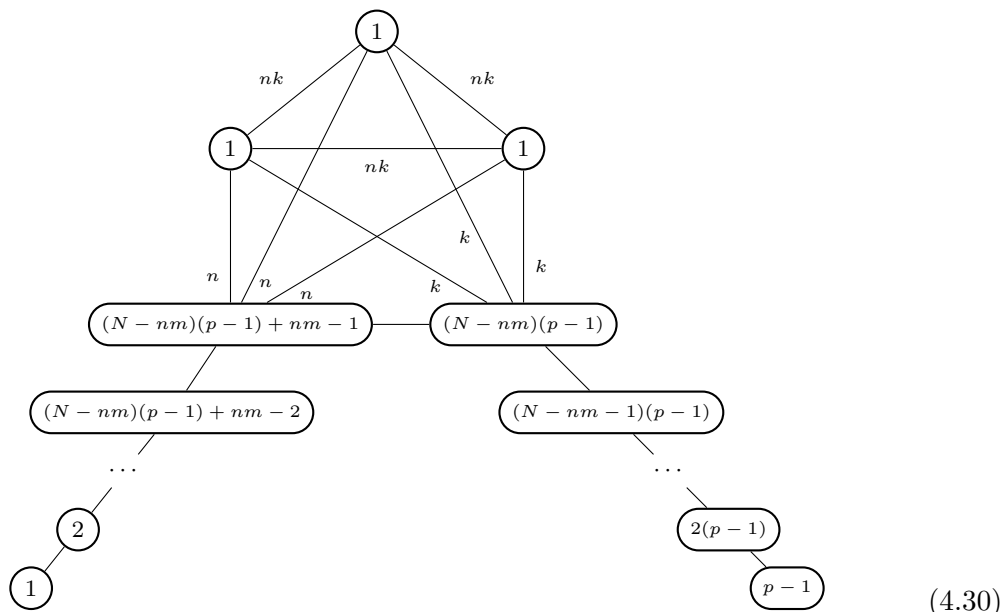 1
nk nk
1 1
nk
k
n n n k k
(N − nm)(p − 1) + nm − 1 (N − nm)(p − 1)
(N − nm)(p − 1) + nm − 2 (N − nm − 1)(p − 1)
... ...
2 2(p − 1)
1 p − 1 (4.30)